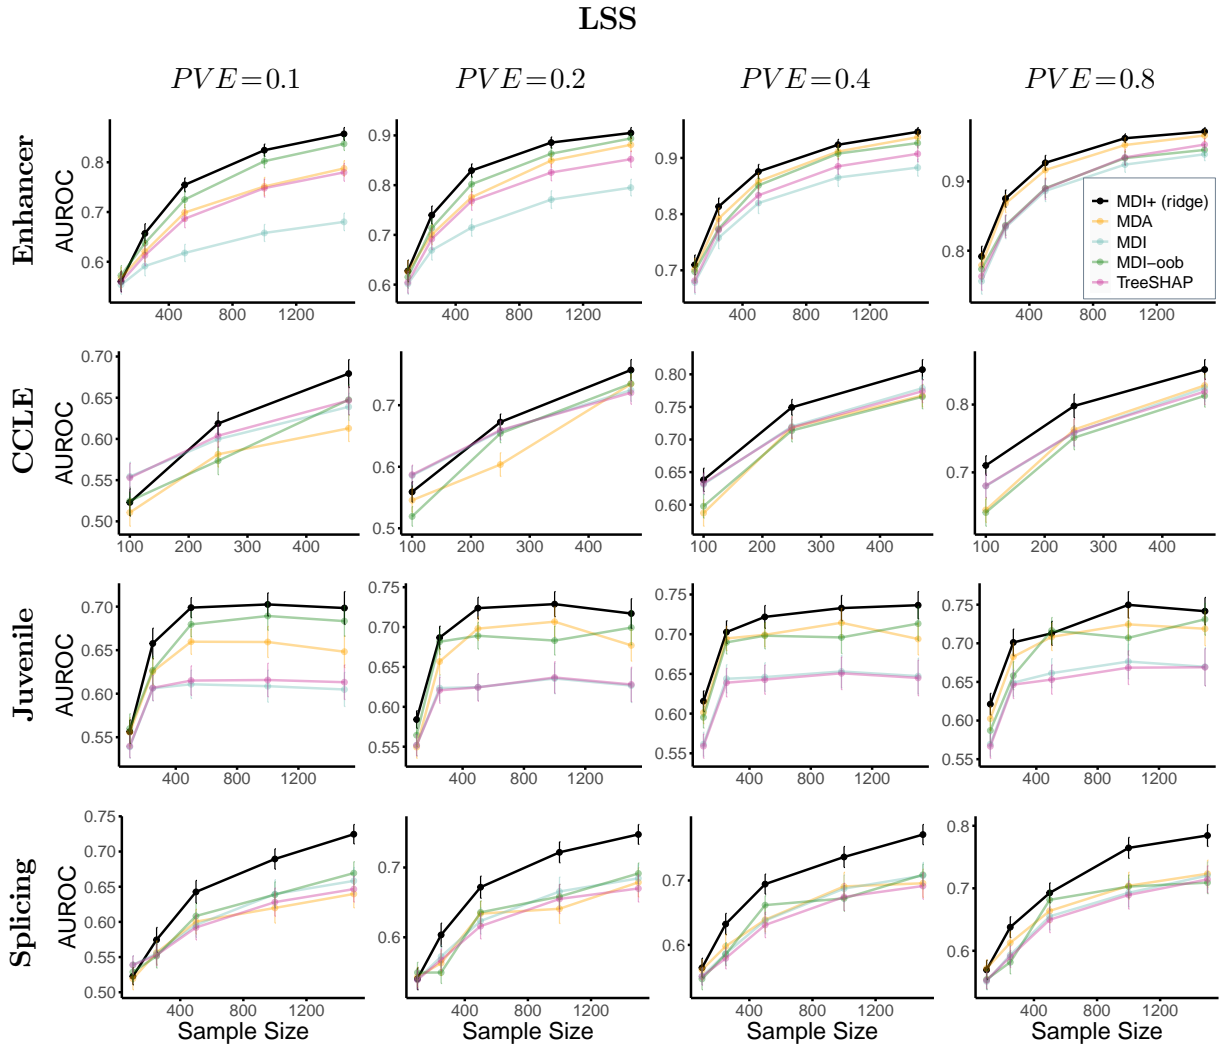 LSS
PVE=0.1 PVE=0.2 PVE=0.4 PVE=0.8
Enhancer
AUROC
0.8
0.7
0.6
400 800 1200
0.9
0.8
0.7
0.6
400 800 1200
0.9
0.8
0.7
400 800 1200
0.9
0.8
400 800 1200
MDI+ (ridge)
MDA
MDI
MDI-oob
TreeSHAP
CCLE
AUROC
0.70
0.65
0.60
0.55
0.50
100 200 300 400
0.7
0.6
0.5
100 200 300 400
0.80
0.75
0.70
0.65
0.60
100 200 300 400
0.8
0.7
100 200 300 400
Juvenile
AUROC
0.70
0.65
0.60
0.55
400 800 1200
0.75
0.70
0.65
0.60
0.55
400 800 1200
0.75
0.70
0.65
0.60
0.55
400 800 1200
0.75
0.70
0.65
0.60
0.55
400 800 1200
Splicing
AUROC
0.75
0.70
0.65
0.60
0.55
0.50
400 800 1200
Sample Size
0.7
0.6
400 800 1200
Sample Size
0.7
0.6
400 800 1200
Sample Size
0.8
0.7
0.6
400 800 1200
Sample Size